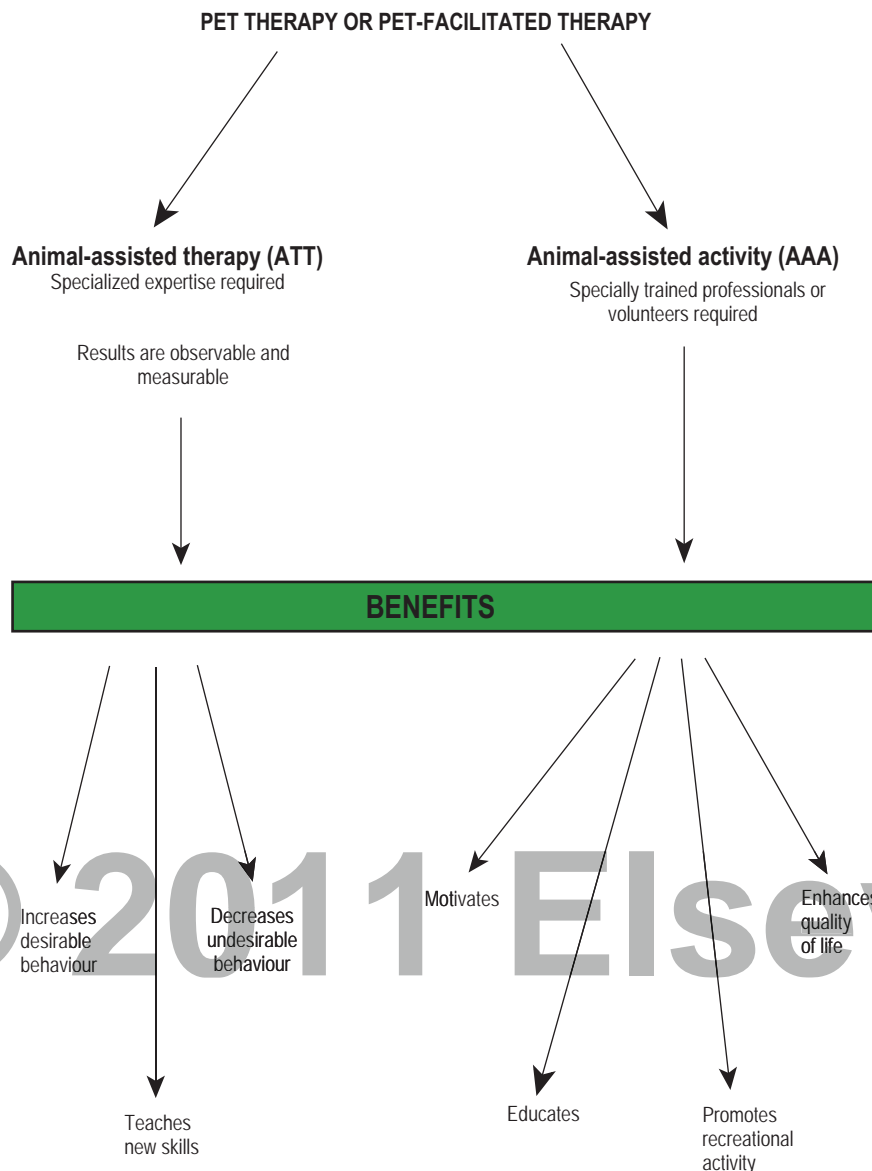 PET THERAPY OR PET-FACILITATED THERAPY
Animal-assisted therapy (ATT)
Specialized expertise required
Results are observable and
measurable
Animal-assisted activity (AAA)
Specially trained professionals or
volunteers required
BENEFITS
Increases
desirable
behaviour
Decreases
undesirable
behaviour
Teaches
new skills
Motivates
Enhances
quality
of life
Educates
Promotes
recreational
activity
© 2011 Elsev